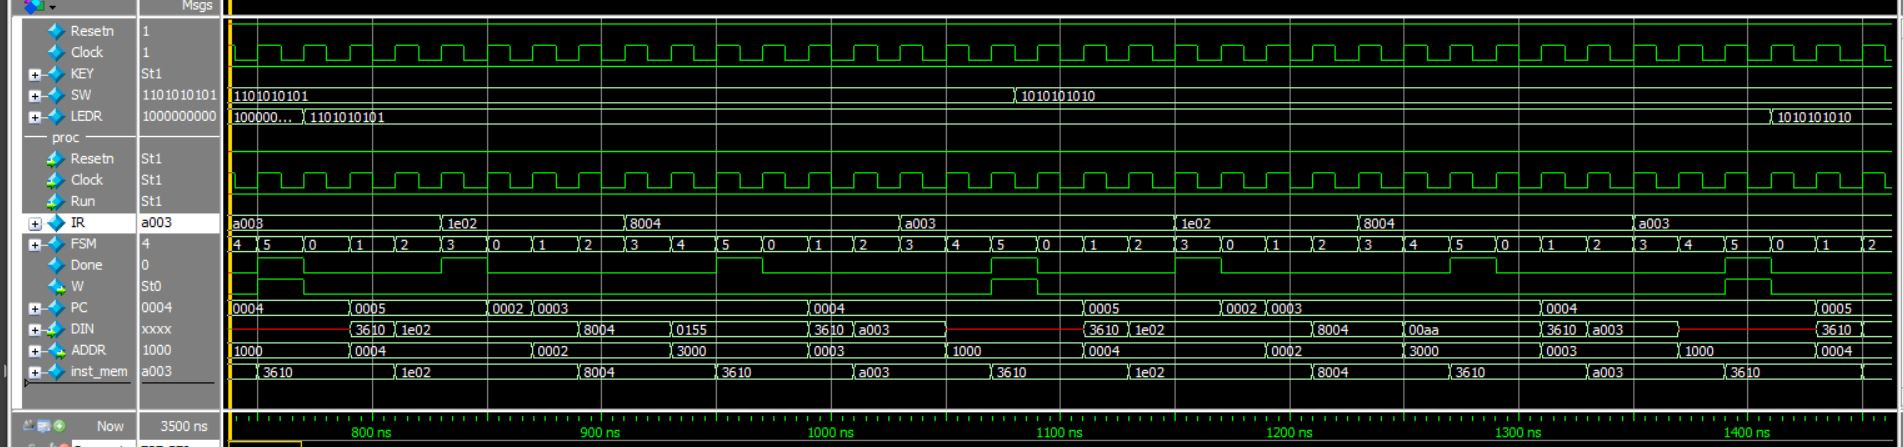 Msgs
Resetn 1
Clock 1
KEY St1
SW 1101010101 1101010101 1010101010
LEDR 1000000000 100000... 1101010101 1010101010
proc
Resetn St1
Clock St1
Run St1
IR a003 a003 1e02 8004 a003 1e02 8004 a003
FSM 4 4 5 0 1 2 3 0 1 2 3 4 5 0 1 2 3 4 5 0 1 2 3 0 1 2 3 4 5 0 1 2 3 4 5 0 1 2
Done 0
W St0
PC 0004 0004 0005 0002 0003 0004 0005 0002 0003 0004 0005
DIN xxxx 3610 1e02 8004 0155 3610 a003 3610 1e02 8004 00aa 3610 a003 3610
ADDR 1000 1000 0004 0002 3000 0003 1000 0004 0002 3000 0003 1000 0004
inst_mem a003 3610 1e02 8004 3610 a003 3610 1e02 8004 3610 a003 3610
Now 3500 ns 800 ns 900 ns 1000 ns 1100 ns 1200 ns 1300 ns 1400 ns